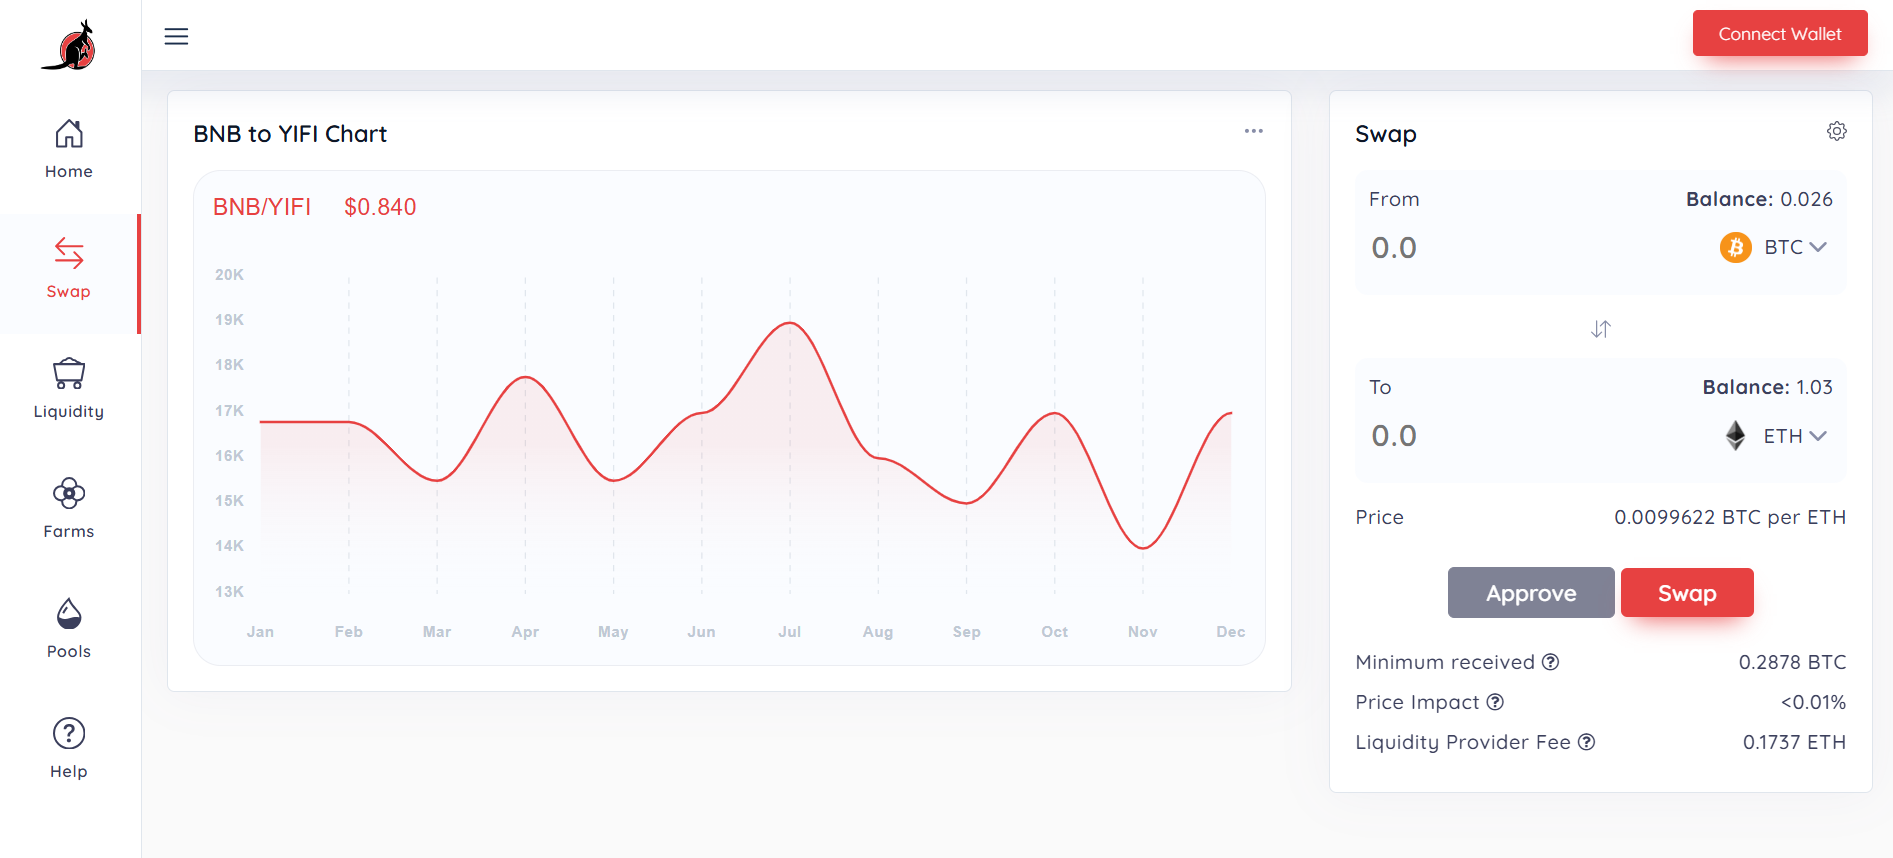 Connect Wallet
Home
Swap
Liquidity
Farms
Pools
Help
BNB to YIFI Chart
BNB/YIFI $0.840
20K
19K
18K
17K
16K
15K
14K
13K
Jan Feb Mar Apr May Jun Jul Aug Sep Oct Nov Dec
Swap
From Balance: 0.026
0.0 BTC
To Balance: 1.03
0.0 ETH
Price 0.0099622 BTC per ETH
Approve Swap
Minimum received 0.2878 BTC
Price Impact <0.01%
Liquidity Provider Fee 0.1737 ETH